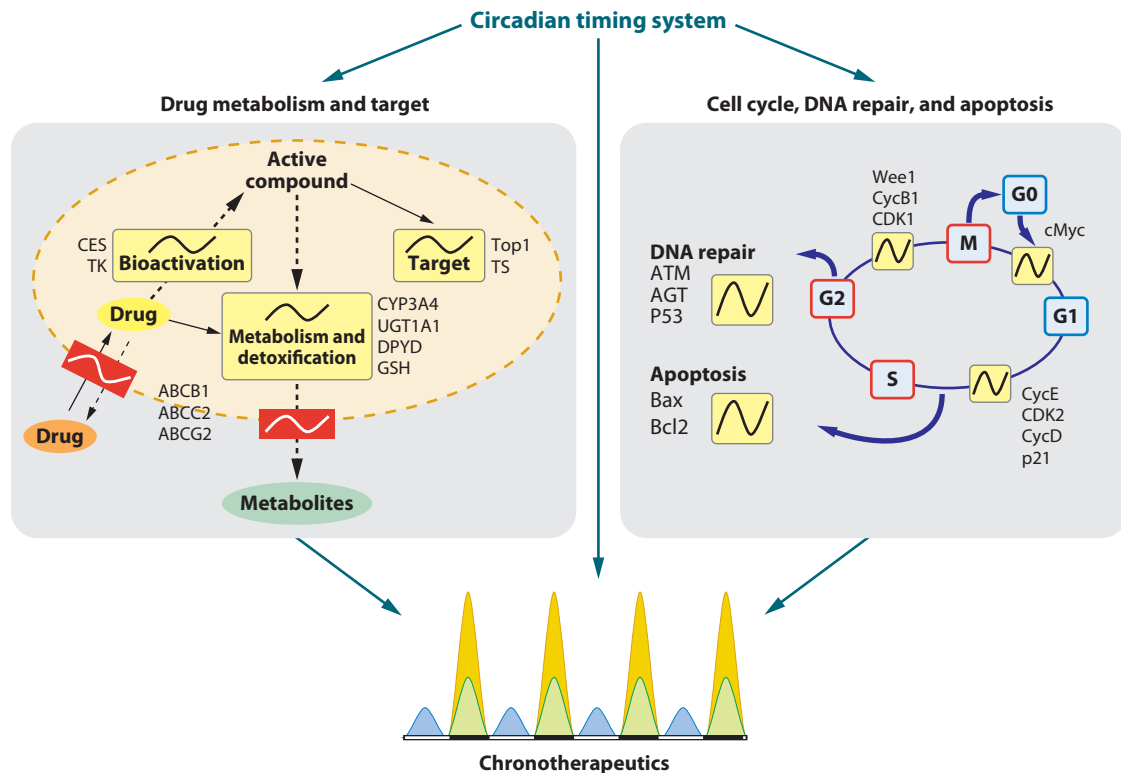 Circadian timing system
Drug metabolism and target
Active
compound
CES
TK
Bioactivation
Target
Top1
TS
Drug
Metabolism and
detoxification
CYP3A4
UGT1A1
DPYD
GSH
ABCB1
ABCC2
ABCG2
Drug
Metabolites
Cell cycle, DNA repair, and apoptosis
Wee1
CycB1
CDK1
G0
M
cMyc
DNA repair
ATM
AGT
P53
G2
G1
Apoptosis
Bax
Bcl2
S
CycE
CDK2
CycD
p21
Chronotherapeutics